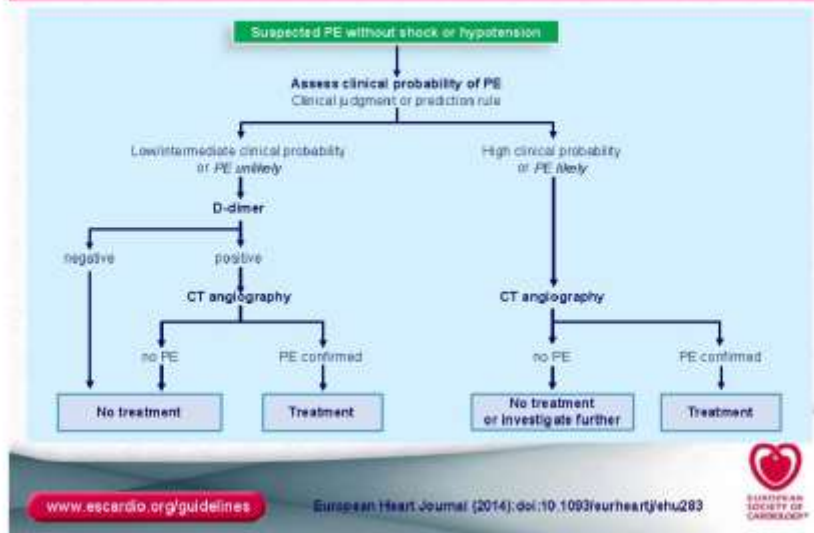 Suspected PE without shock or hypotension
Assess clinical probability of PE
Clinical judgment or prediction rule
Low/intermediate clinical probability
or PE unlikely
High clinical probability
or PE likely
D-dimer
negative
positive
CT angiography
CT angiography
no PE
PE confirmed
no PE
PE confirmed
No treatment
Treatment
No treatment
or investigate further
Treatment
www.escardio.org/guidelines
European Heart Journal (2014):doi:10.1093/eurheartj/ehu283
EUROPEAN
SOCIETY OF
CARDIOLOGY®